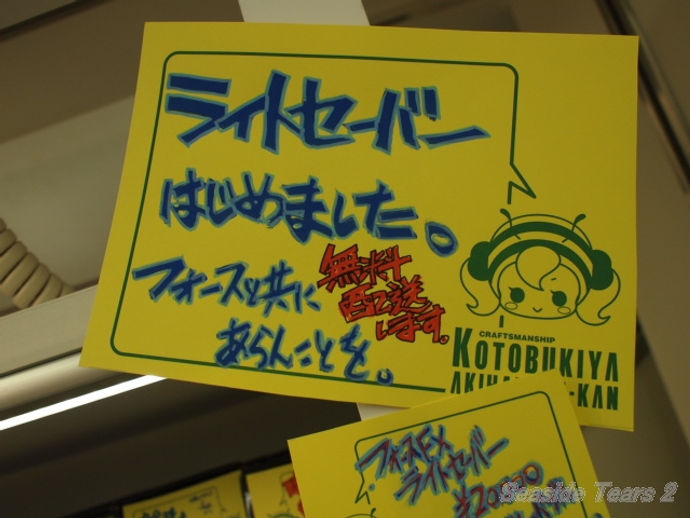 ライトセーバー
はじめました。
フォースと共に
あらんことを。
無料
配送
します。
CRAFTSMANSHIP
KOTOBUKIYA
フォースFX
ライトセーバー
Seaside Tears 2